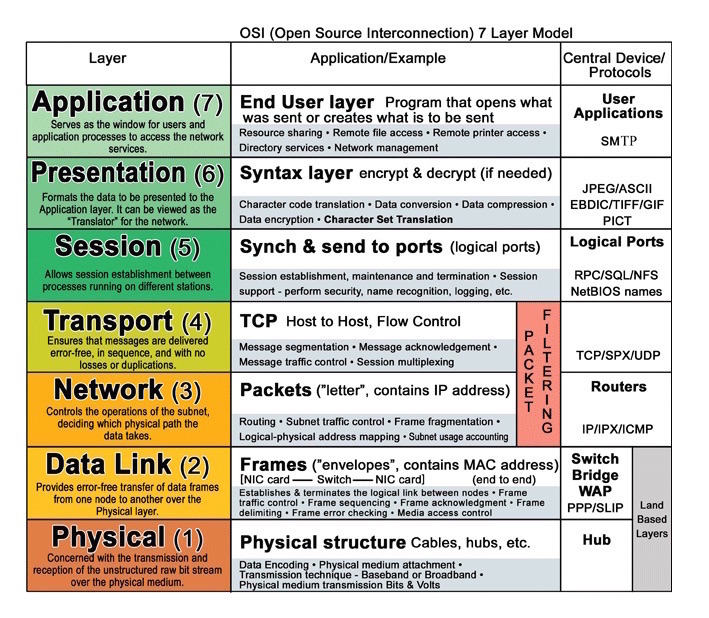 OSI (Open Source Interconnection) 7 Layer Model
Layer
Application/Example
Central Device/
Protocols
Application (7)
Serves as the window for users and
application processes to access the network
services.
End User layer Program that opens what
was sent or creates what is to be sent
Resource sharing • Remote file access • Remote printer access •
Directory services • Network management
User
Applications
SMTP
Presentation (6)
Formats the data to be presented to the
Application layer. It can be viewed as the
“Translator” for the network.
Syntax layer encrypt & decrypt (if needed)
Character code translation • Data conversion • Data compression •
Data encryption • Character Set Translation
JPEG/ASCII
EBDIC/TIFF/GIF
PICT
Session (5)
Allows session establishment between
processes running on different stations.
Synch & send to ports (logical ports)
Session establishment, maintenance and termination • Session
support - perform security, name recognition, logging, etc.
Logical Ports
RPC/SQL/NFS
NetBIOS names
Transport (4)
Ensures that messages are delivered
error-free, in sequence, and with no
losses or duplications.
TCP Host to Host, Flow Control
Message segmentation • Message acknowledgement •
Message traffic control • Session multiplexing
PACKET
FILTERING
TCP/SPX/UDP
Network (3)
Controls the operations of the subnet,
deciding which physical path the
data takes.
Packets ("letter", contains IP address)
Routing • Subnet traffic control • Frame fragmentation •
Logical-physical address mapping • Subnet usage accounting
Routers
IP/IPX/ICMP
Data Link (2)
Provides error-free transfer of data frames
from one node to another over the
Physical layer.
Frames ("envelopes", contains MAC address)
[NIC card —— Switch —— NIC card] (end to end)
Establishes & terminates the logical link between nodes • Frame
traffic control • Frame sequencing • Frame acknowledgment • Frame
delimiting • Frame error checking • Media access control
Switch
Bridge
WAP
PPP/SLIP
Land
Based
Layers
Physical (1)
Concerned with the transmission and
reception of the unstructured raw bit stream
over the physical medium.
Physical structure Cables, hubs, etc.
Data Encoding • Physical medium attachment •
Transmission technique - Baseband or Broadband •
Physical medium transmission Bits & Volts
Hub